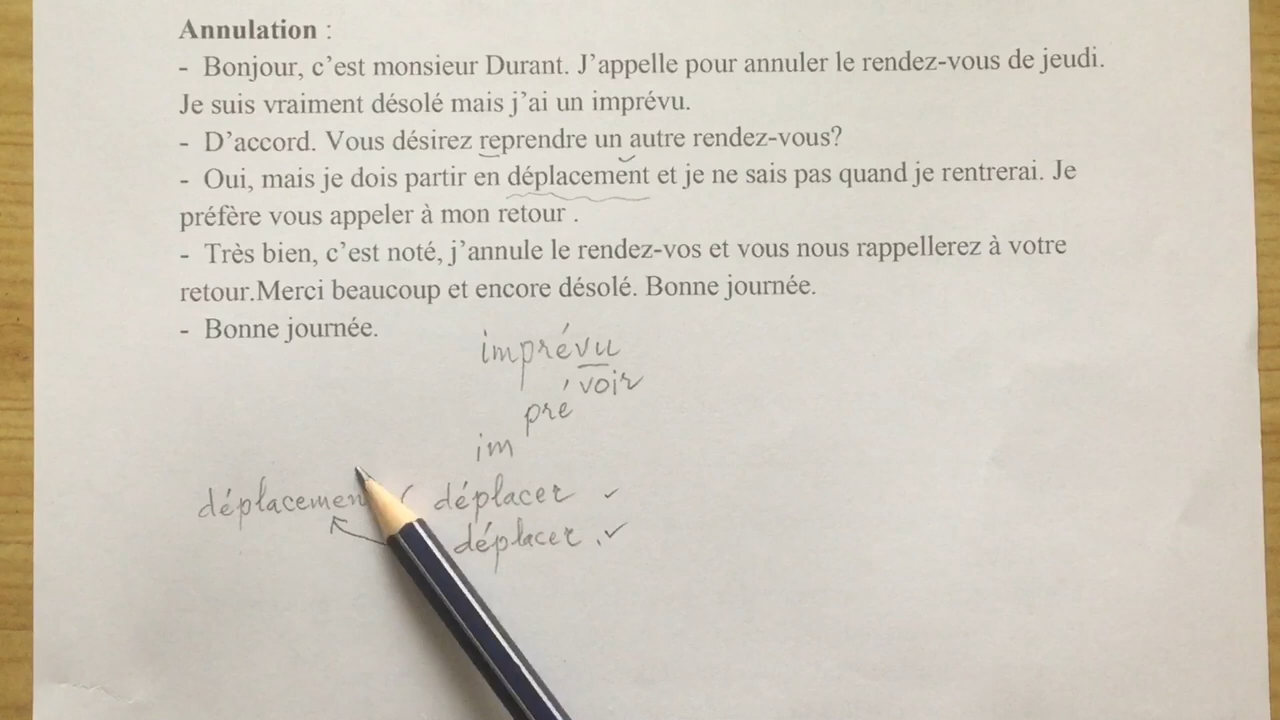 Annulation :
- Bonjour, c’est monsieur Durant. J’appelle pour annuler le rendez-vous de jeudi.
Je suis vraiment désolé mais j’ai un imprévu.
- D’accord. Vous désirez reprendre un autre rendez-vous?
- Oui, mais je dois partir en déplacement et je ne sais pas quand je rentrerai. Je
préfère vous appeler à mon retour .
- Très bien, c’est noté, j’annule le rendez-vos et vous nous rappellerez à votre
retour.Merci beaucoup et encore désolé. Bonne journée.
- Bonne journée.
imprévu
voir
pré
im
déplacemen déplacer
déplacer